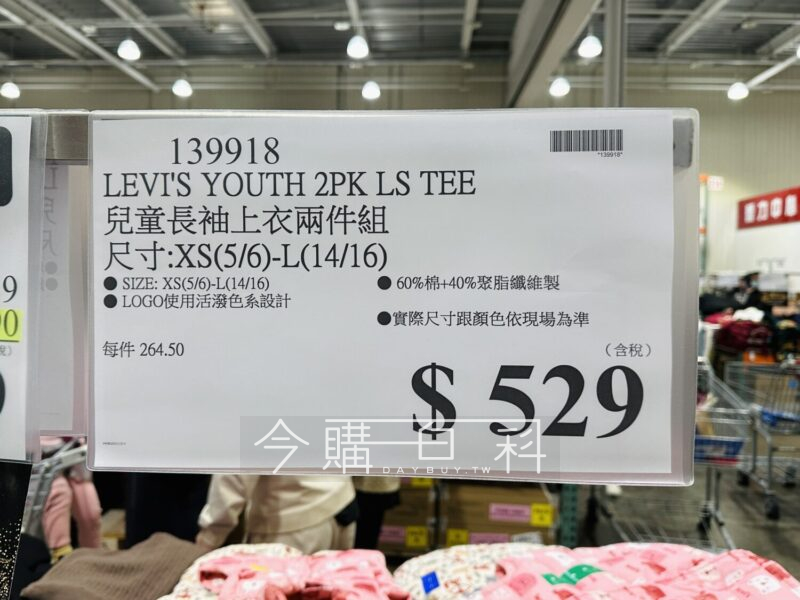 139918
*139918*
LEVI'S YOUTH 2PK LS TEE
兒童長袖上衣兩件組
尺寸:XS(5/6)-L(14/16)
● SIZE: XS(5/6)-L(14/16)
● 60%棉+40%聚脂纖維製
● LOGO使用活潑色系設計
●實際尺寸跟顏色依現場為準
每件 264.50
(含稅)
$ 529
今購百科
DAYBUY.TW